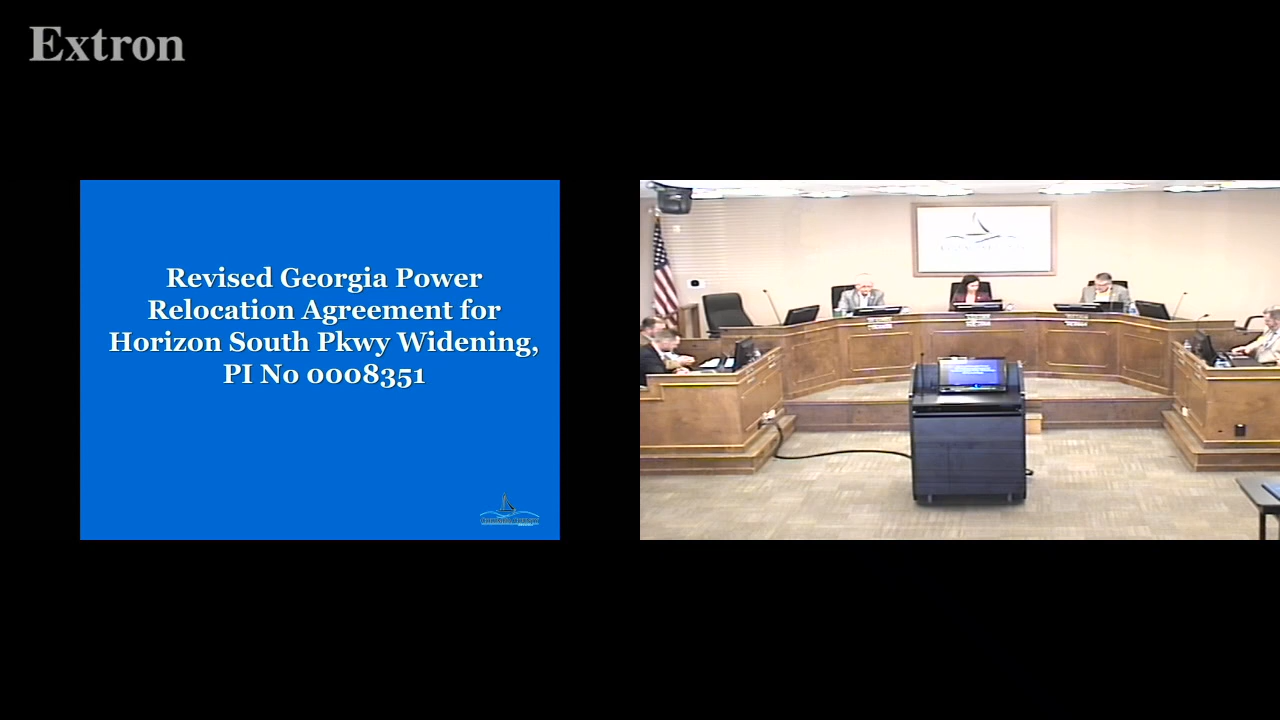 Extron
Revised Georgia Power
Relocation Agreement for
Horizon South Pkwy Widening,
PI No 0008351